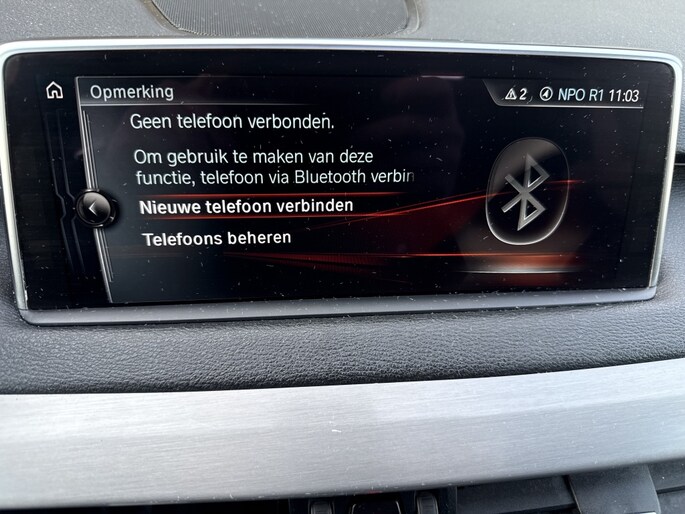 Opmerking
2 NPO R1 11:03
Geen telefoon verbonden.
Om gebruik te maken van deze
functie, telefoon via Bluetooth verbin
Nieuwe telefoon verbinden
Telefoons beheren